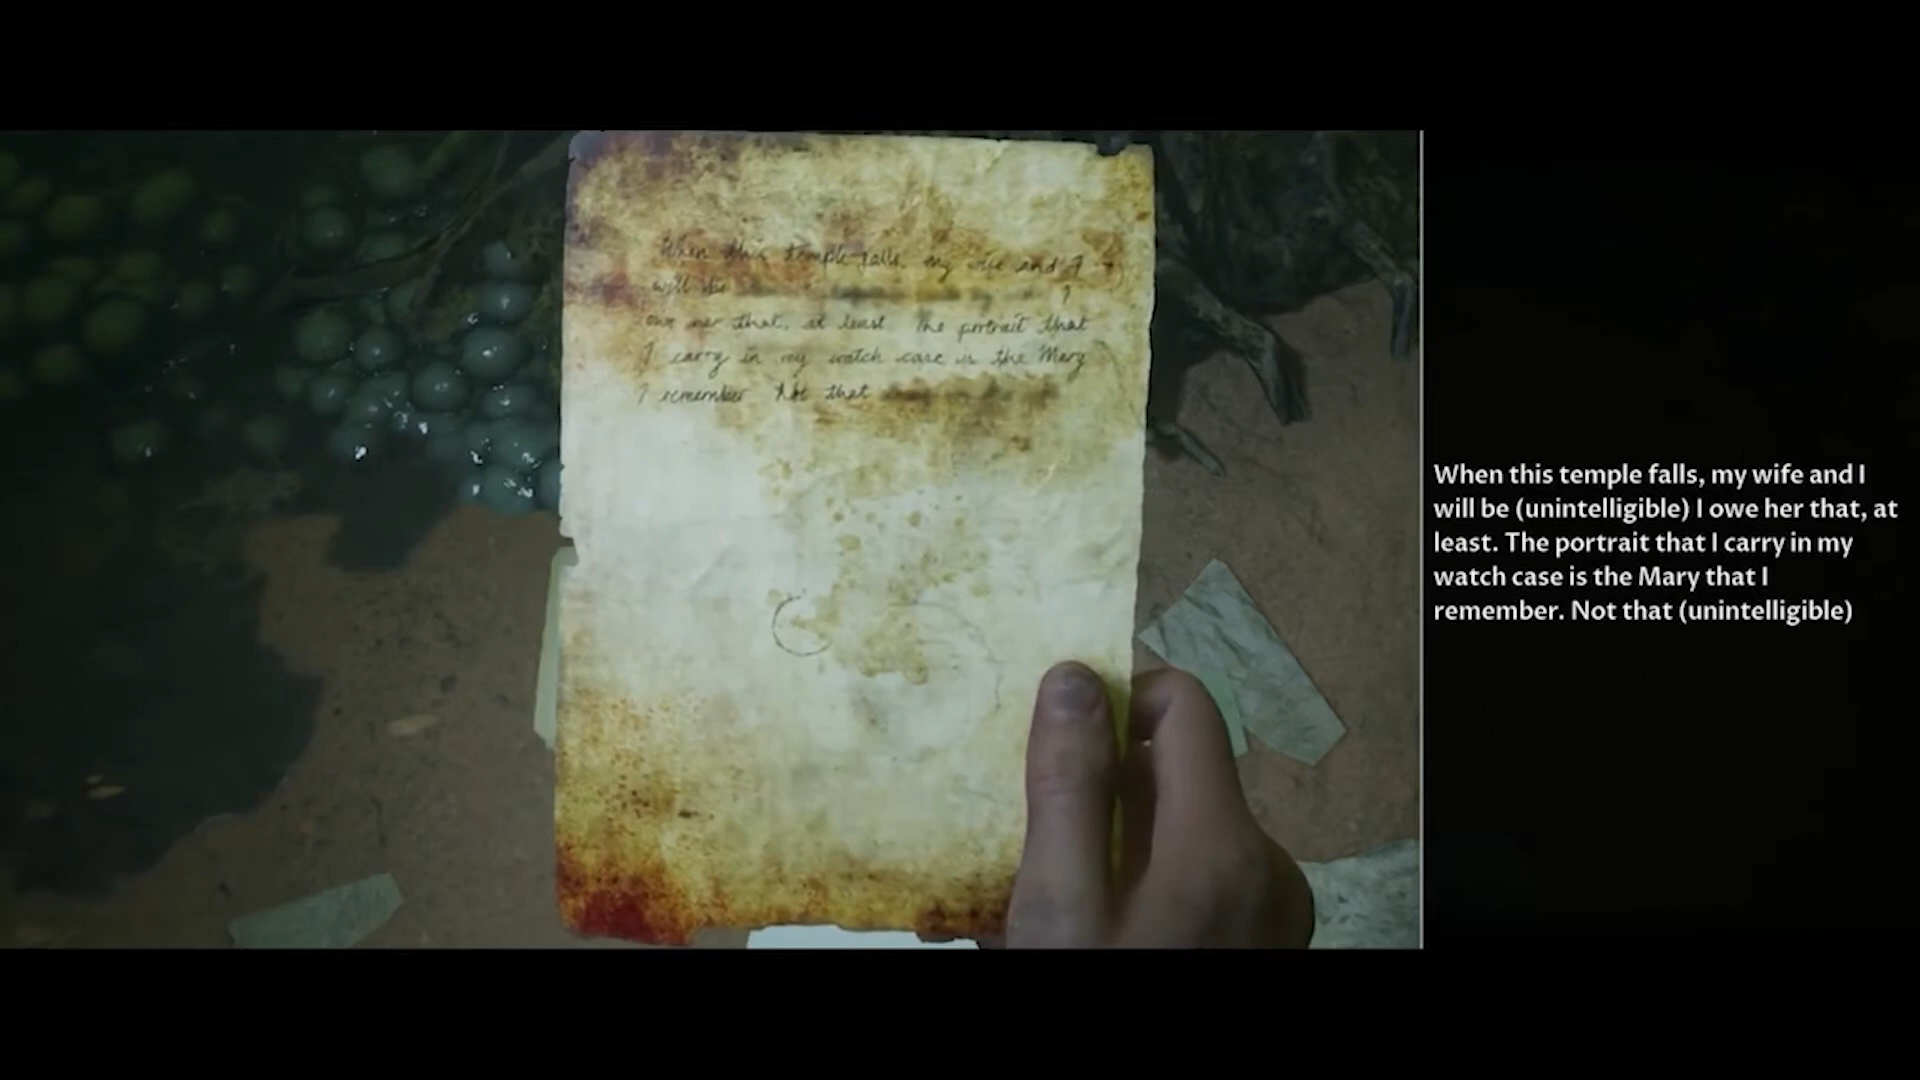 When this temple falls, my wife and I
will die I
owe her that, at least The portrait that
I carry in my watch case is the Mary
I remember Not that
When this temple falls, my wife and I
will be (unintelligible) I owe her that, at
least. The portrait that I carry in my
watch case is the Mary that I
remember. Not that (unintelligible)